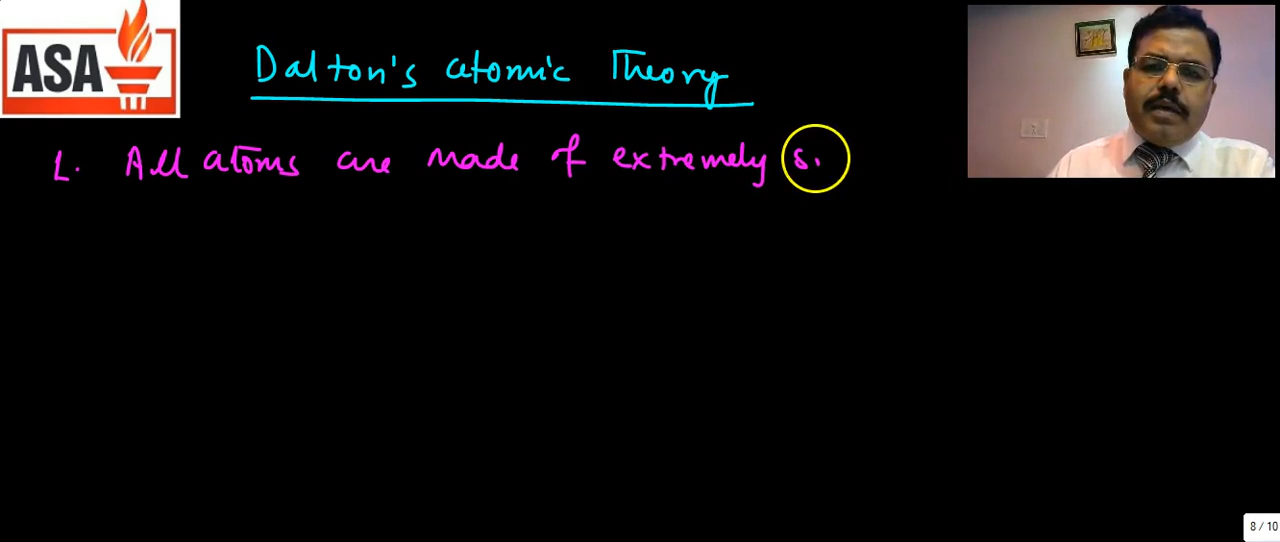 ASA
Dalton's atomic Theory
1. All atoms are made of extremely s.
8 / 10